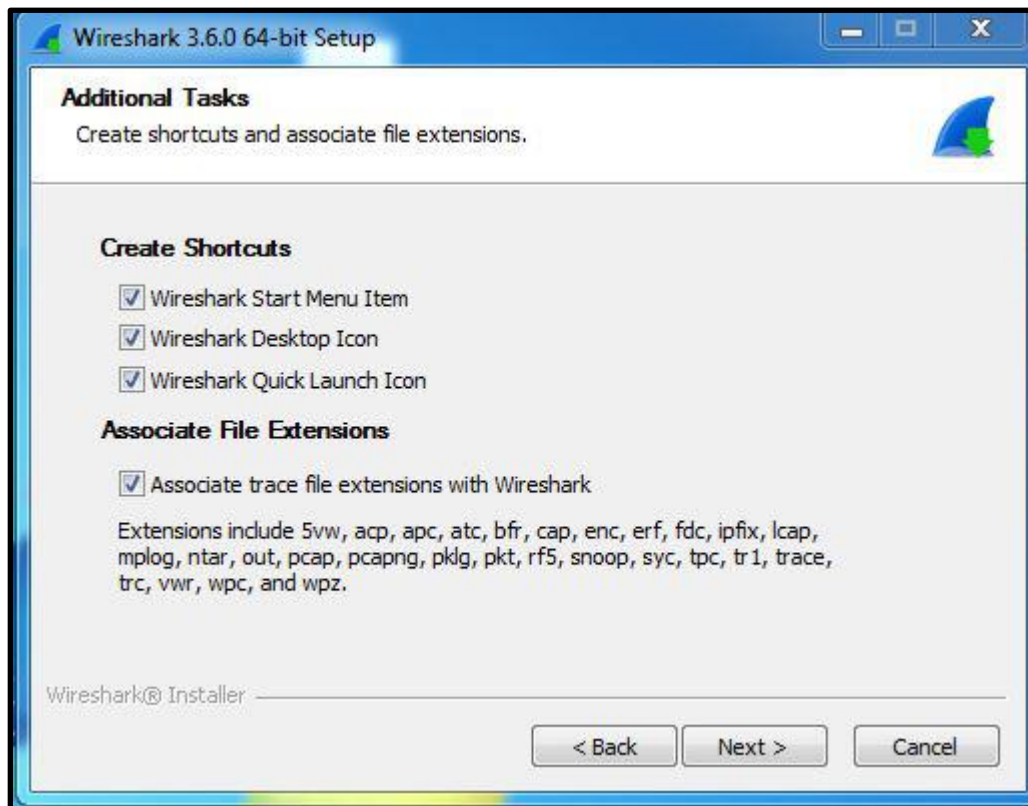 Wireshark 3.6.0 64-bit Setup
Additional Tasks
Create shortcuts and associate file extensions.
Create Shortcuts
Wireshark Start Menu Item
Wireshark Desktop Icon
Wireshark Quick Launch Icon
Associate File Extensions
Associate trace file extensions with Wireshark
Extensions include 5vw, acp, apc, atc, bfr, cap, enc, erf, fdc, ipfix, lcap,
mplog, ntar, out, pcap, pcapng, pklg, pkt, rf5, snoop, syc, tpc, tr1, trace,
trc, vwr, wpc, and wpz.
Wireshark® Installer
< Back Next > Cancel